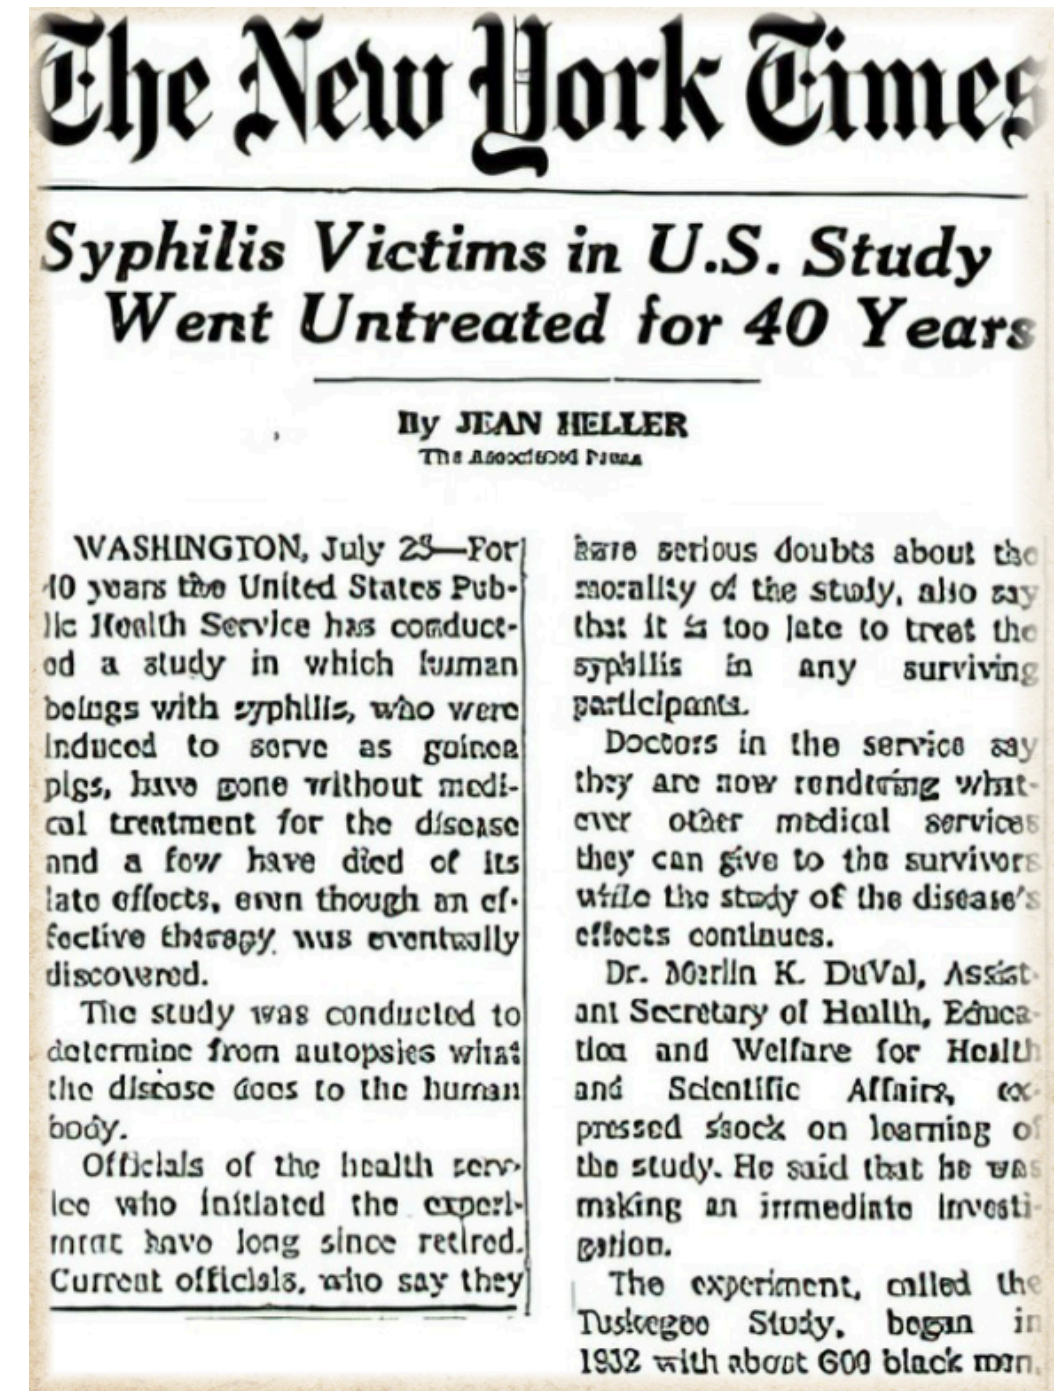 The New York Times
Syphilis Victims in U.S. Study
Went Untreated for 40 Years
By JEAN HELLER
The Associated Press
WASHINGTON, July 25—For
40 years the United States Pub-
lic Health Service has conduct-
ed a study in which human
beings with syphilis, who were
induced to serve as guinea
pigs, have gone without medi-
cal treatment for the disease
and a few have died of its
late effects, even though an ef-
fective therapy was eventually
discovered.
The study was conducted to
determine from autopsies what
the disease does to the human
body.
Officials of the health serv-
ice who initiated the experi-
ment have long since retired.
Current officials, who say they
have serious doubts about the
morality of the study, also say
that it is too late to treat the
syphilis in any surviving
participants.
Doctors in the service say
they are now rendering what-
ever other medical services
they can give to the survivors
while the study of the disease's
effects continues.
Dr. Merlin K. DuVal, Assist-
ant Secretary of Health, Educa-
tion and Welfare for Health
and Scientific Affairs, ex-
pressed shock on learning of
the study. He said that he was
making an immediate investi-
gation.
The experiment, called the
Tuskegee Study, began in
1932 with about 600 black men,